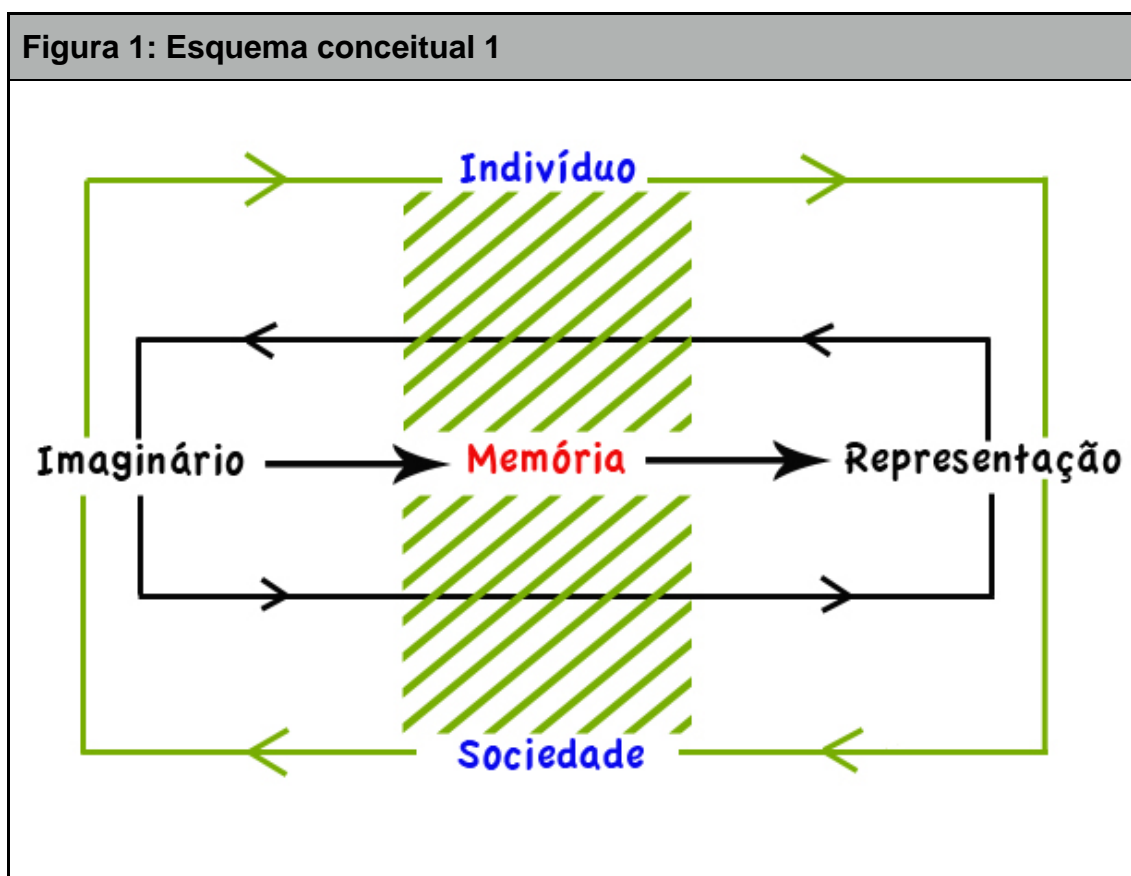 Figura 1: Esquema conceitual 1
Indivíduo
Imaginário Memória Representação
Sociedade